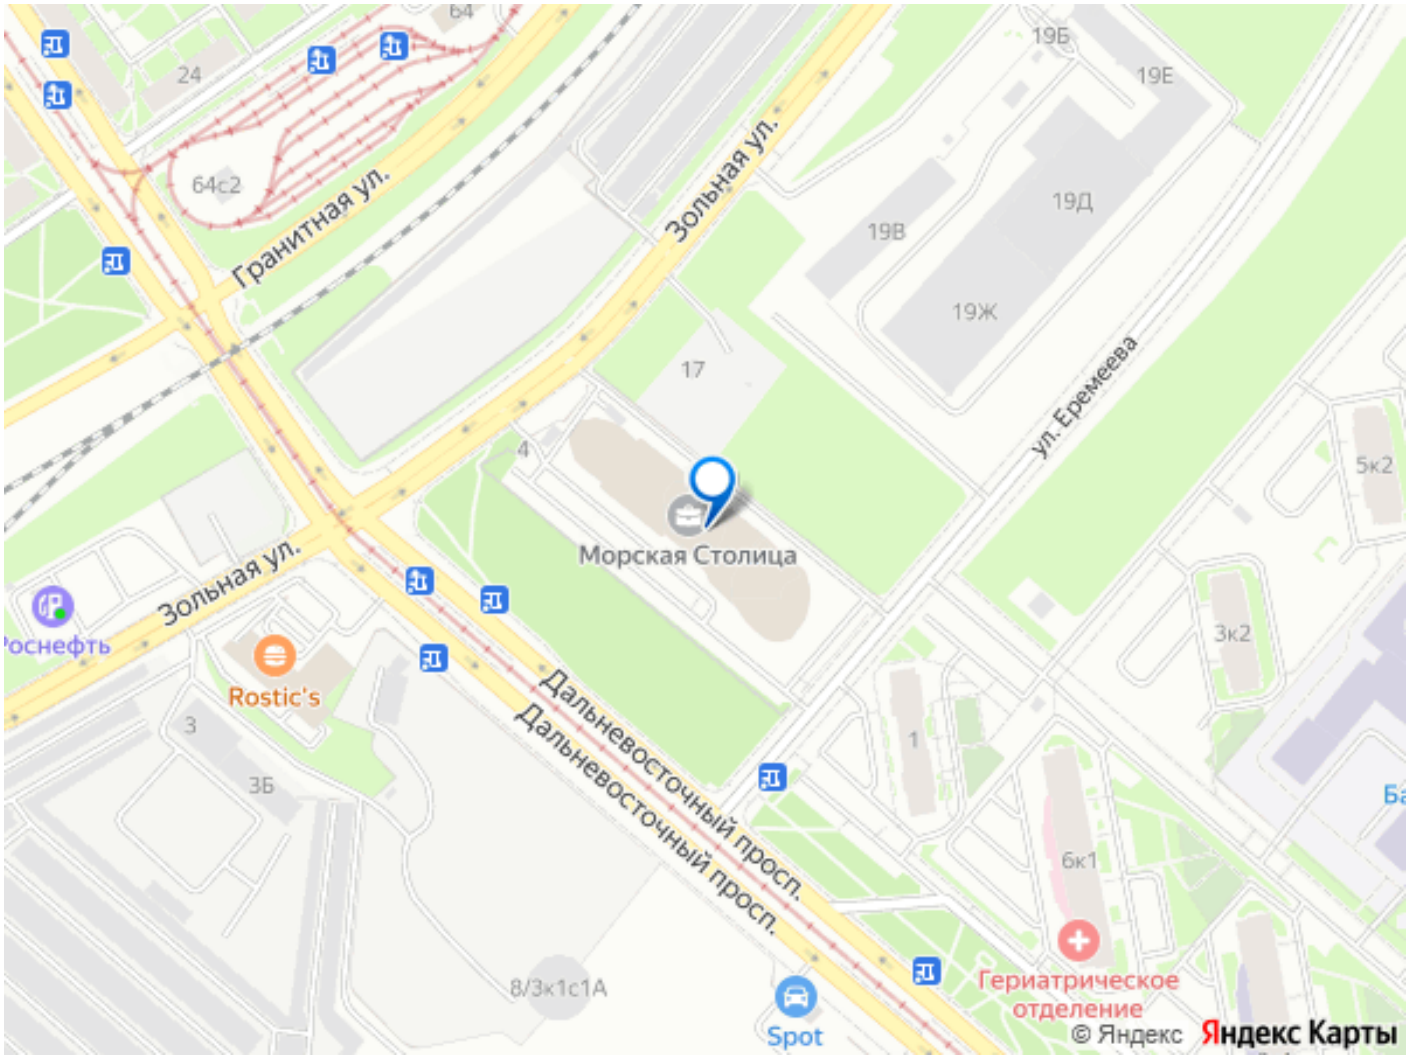 64
24
19Б
19Е
64с2
Гранитная ул.
Зольная ул.
19Д
19В
19Ж
17
ул. Еремеева
4
5к2
Морская Столица
Зольная ул.
Роснефть
3к2
Rostic's
Дальневосточный просп.
Дальневосточный просп.
3
1
3Б
Ба
6к1
8/3к1с1А
Гериатрическое
отделение
Spot
© Яндекс Яндекс Карты